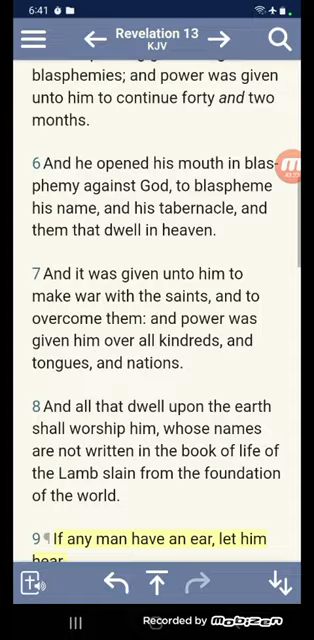 6:41
Revelation 13
KJV
blasphemies; and power was given
unto him to continue forty and two
months.
6 And he opened his mouth in blas-
phemy against God, to blaspheme
his name, and his tabernacle, and
them that dwell in heaven.
7 And it was given unto him to
make war with the saints, and to
overcome them: and power was
given him over all kindreds, and
tongues, and nations.
8 And all that dwell upon the earth
shall worship him, whose names
are not written in the book of life of
the Lamb slain from the foundation
of the world.
9 ¶ If any man have an ear, let him
hear.
Recorded by mobizen